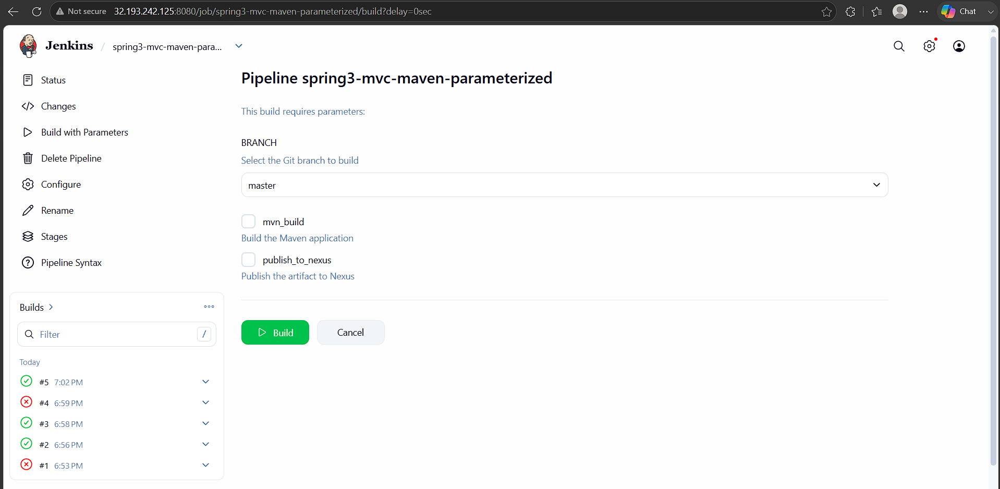 Not secure 32.193.242.125:8080/job/spring3-mvc-maven-parameterized/build?delay=0sec
Chat
Jenkins / spring3-mvc-maven-para...
Status
Changes
Build with Parameters
Delete Pipeline
Configure
Rename
Stages
Pipeline Syntax
Builds
Filter /
Today
#5 7:02 PM
#4 6:59 PM
#3 6:58 PM
#2 6:56 PM
#1 6:53 PM
Pipeline spring3-mvc-maven-parameterized
This build requires parameters:
BRANCH
Select the Git branch to build
master
mvn_build
Build the Maven application
publish_to_nexus
Publish the artifact to Nexus
Build
Cancel